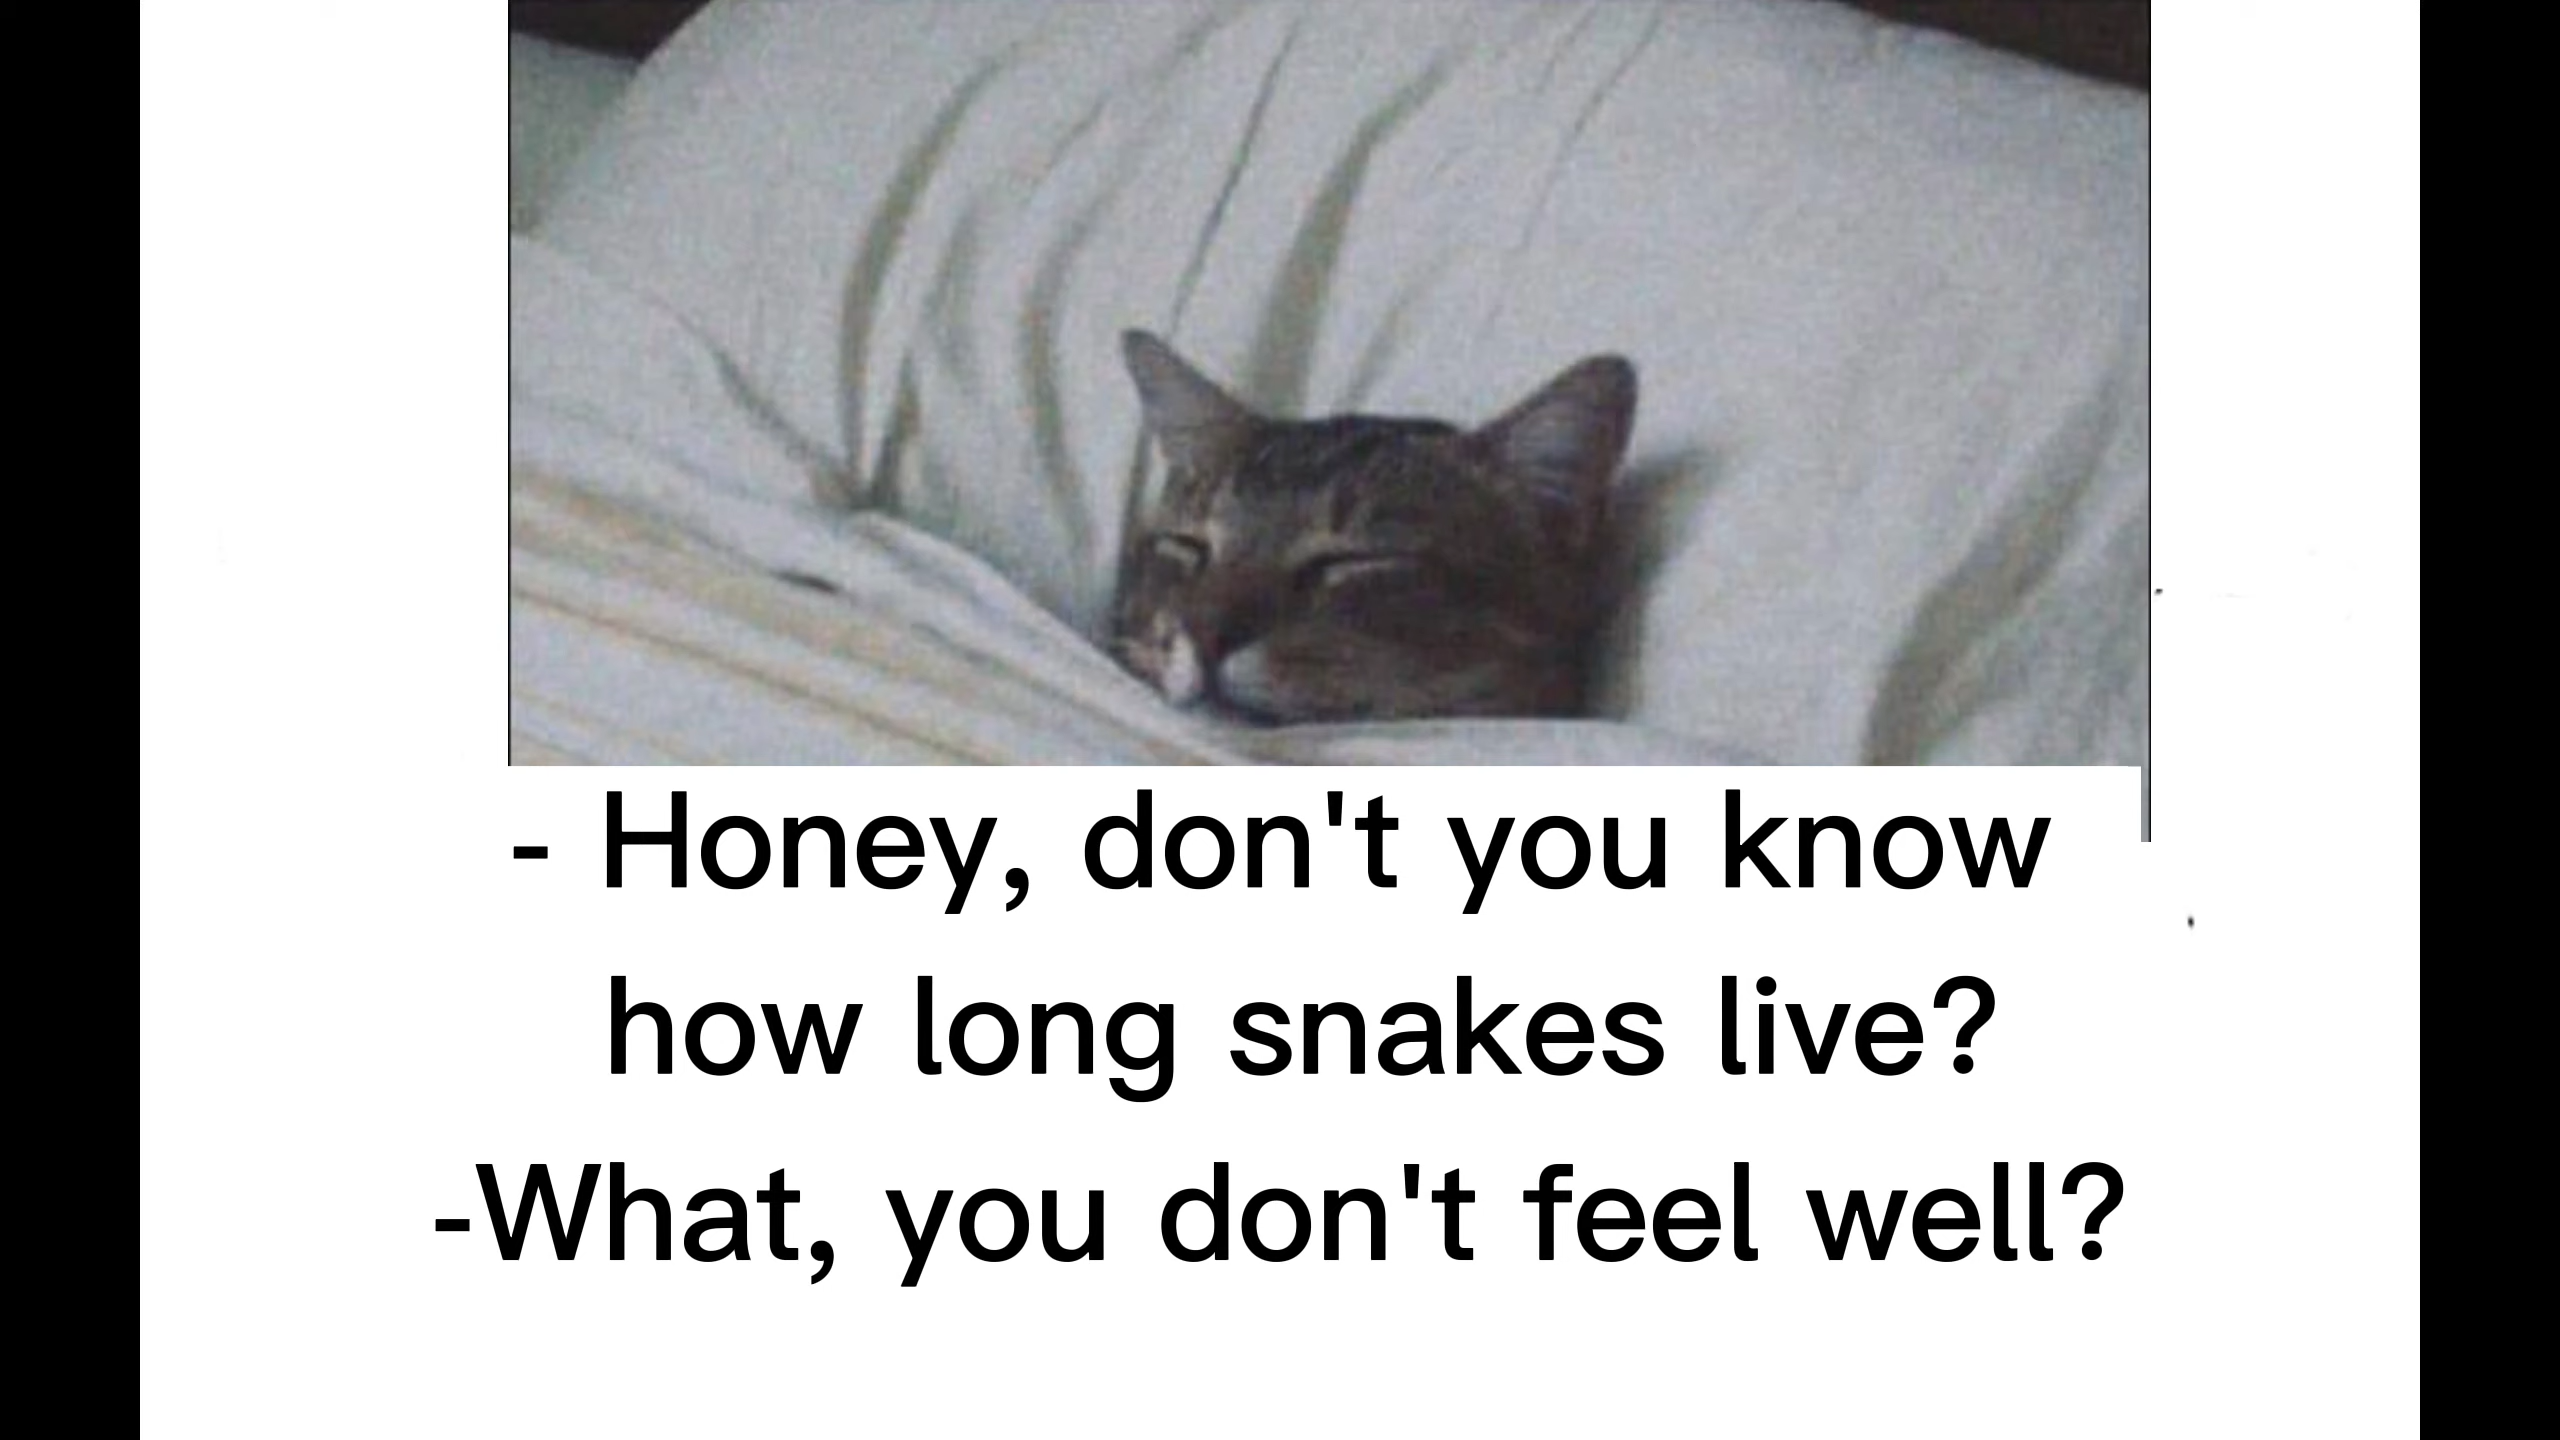 - Honey, don't you know
how long snakes live?
-What, you don't feel well?